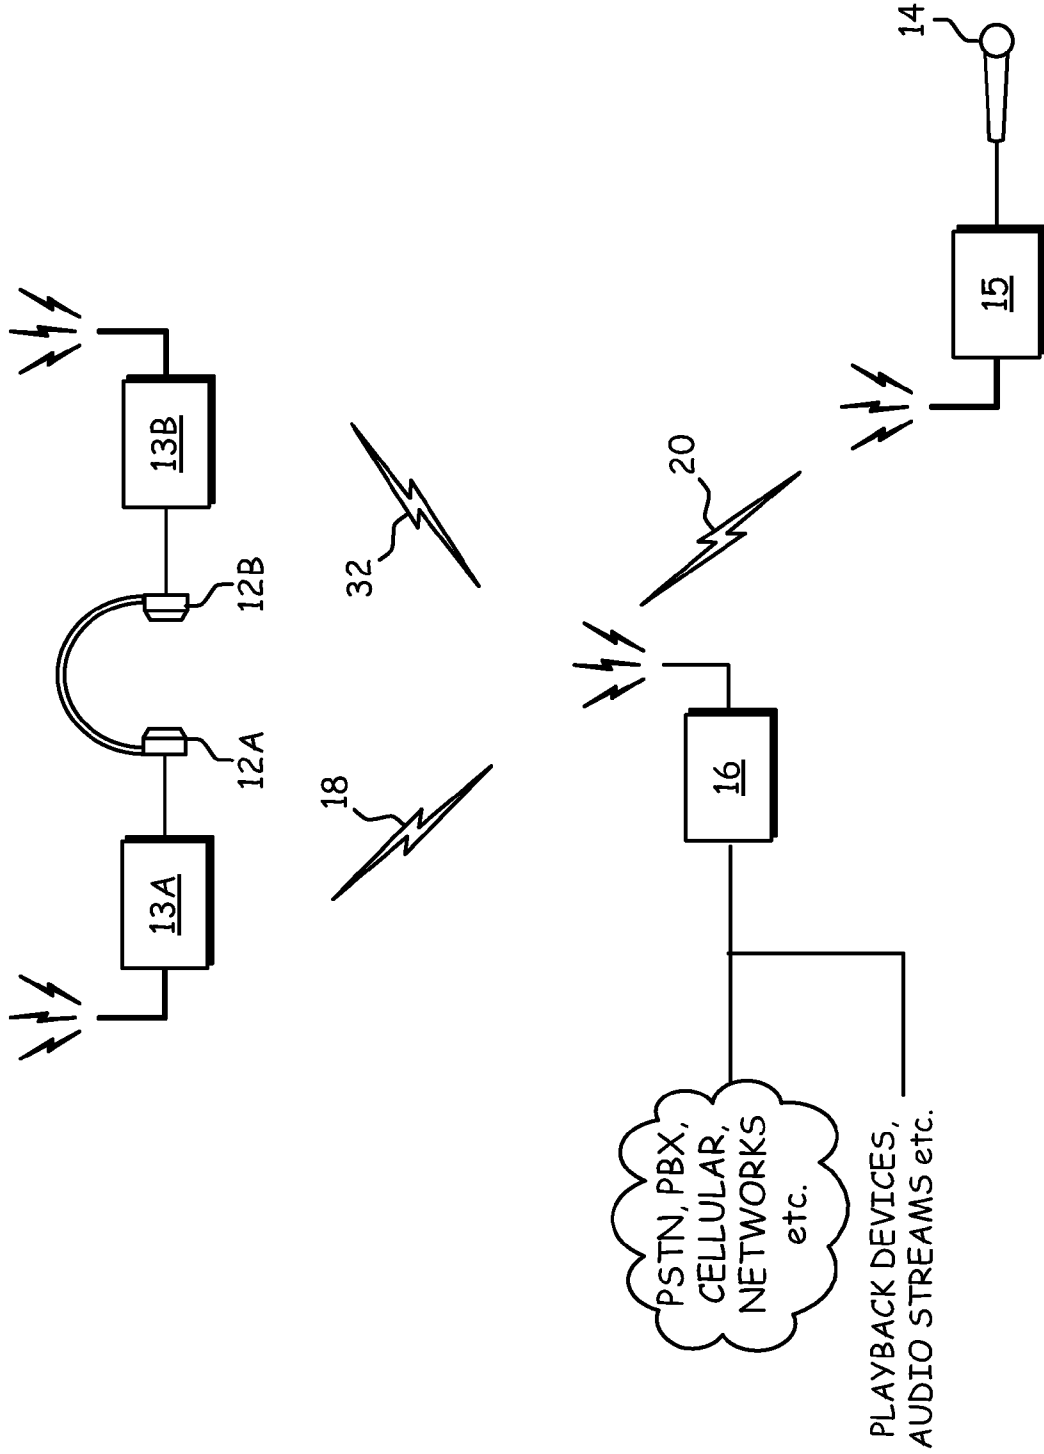 13A
12A
12B
13B
18
32
PSTN, PBX,
CELLULAR,
NETWORKS
etc.
16
20
PLAYBACK DEVICES,
AUDIO STREAMS etc.
15
14